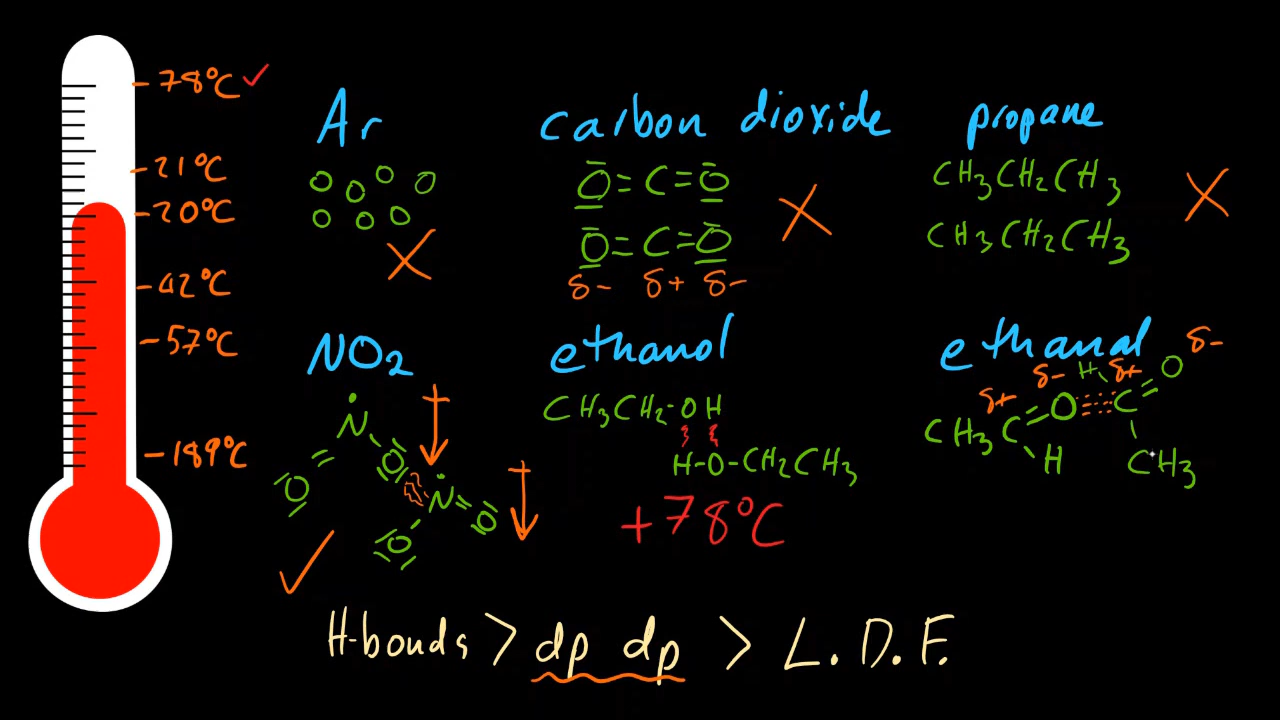 -78°C ✓
-21°C
-20°C
-42°C
-57°C
-189°C
Ar
carbon dioxide
O=C=O
O=C=O
δ- δ+ δ-
propane
CH3CH2CH3
CH3CH2CH3
NO2
N
O
O
N
O
O
ethanol
CH3CH2-OH
H-O-CH2CH3
+78°C
ethanal
δ-
δ+
δ-
H
δ+
O
CH3C=O
C
H
CH3
H-bonds > dp dp > L.D.F.